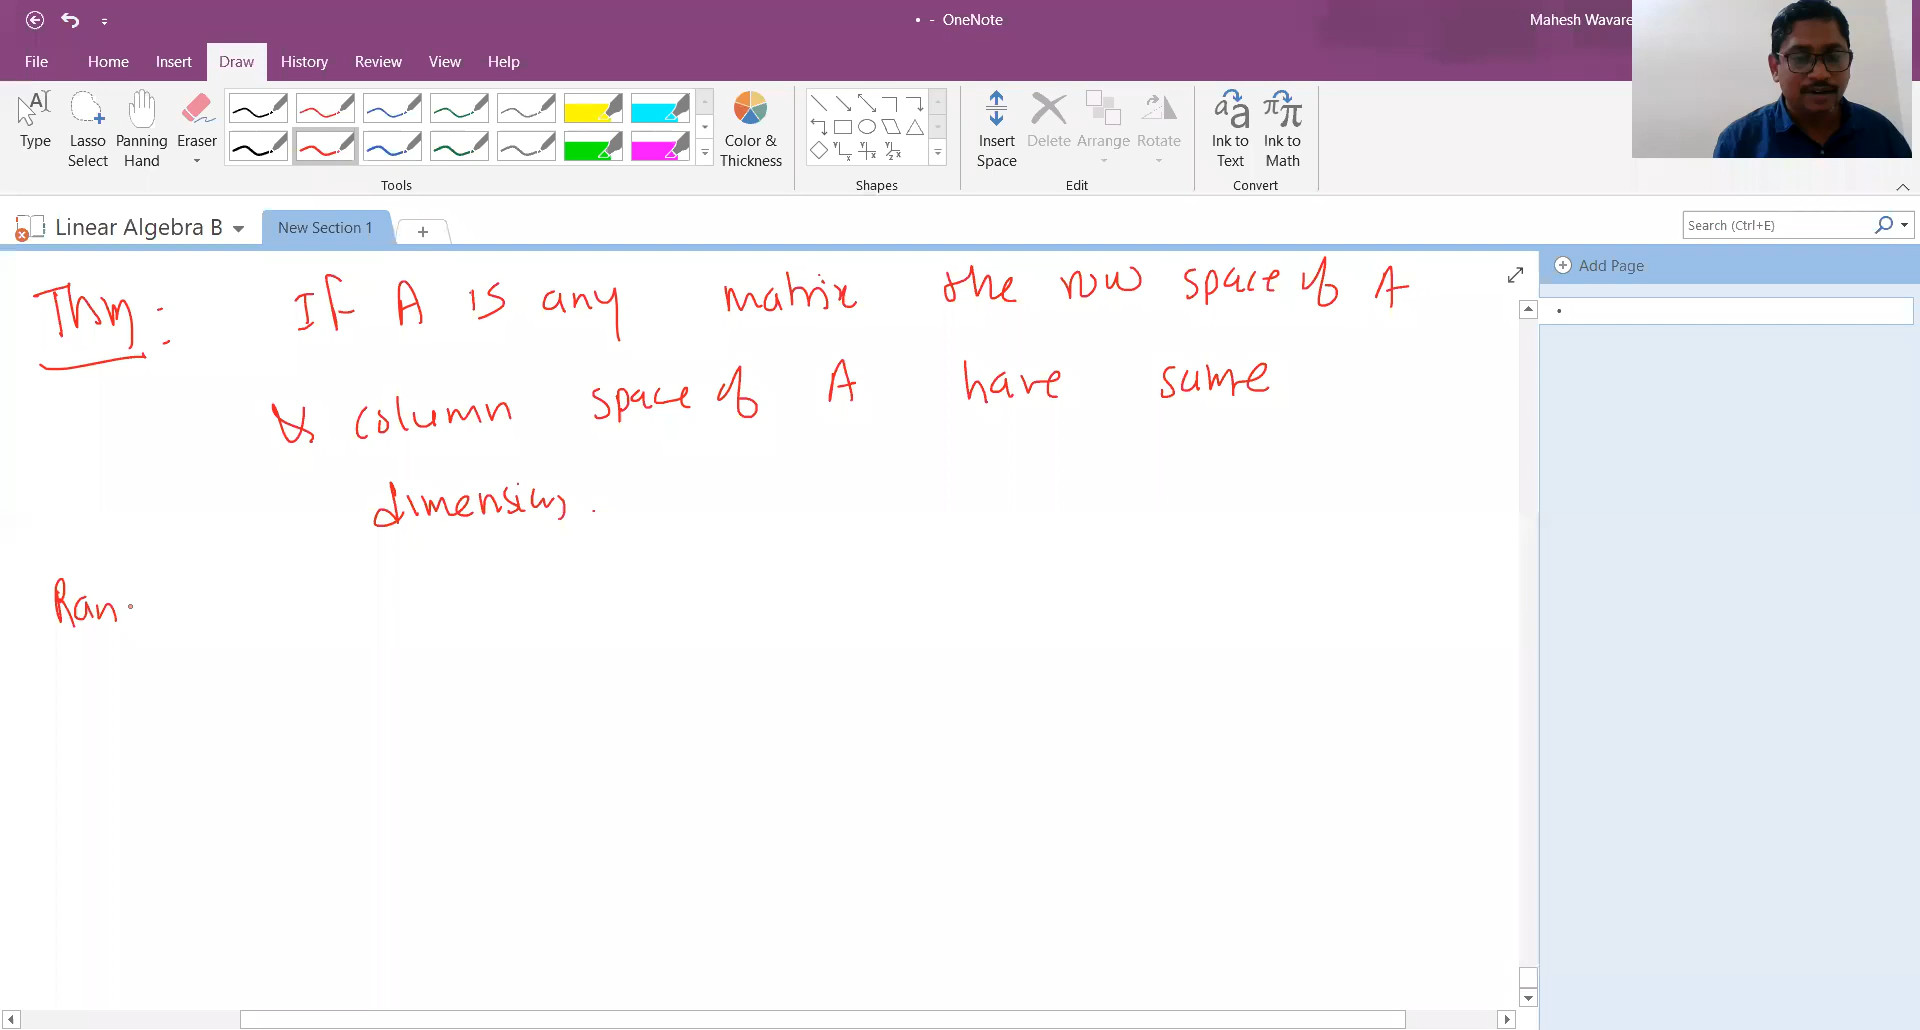 - OneNote
Mahesh Wavare
File Home Insert Draw History Review View Help
Type
Lasso Select
Panning Hand
Eraser
Color & Thickness
Insert Space
Delete
Arrange
Rotate
Ink to Text
Ink to Math
Tools
Shapes
Edit
Convert
Linear Algebra B
New Section 1
Search (Ctrl+E)
Add Page
Thm: If A is any matrix the row space of A
& column space of A have same
dimension.
Ran